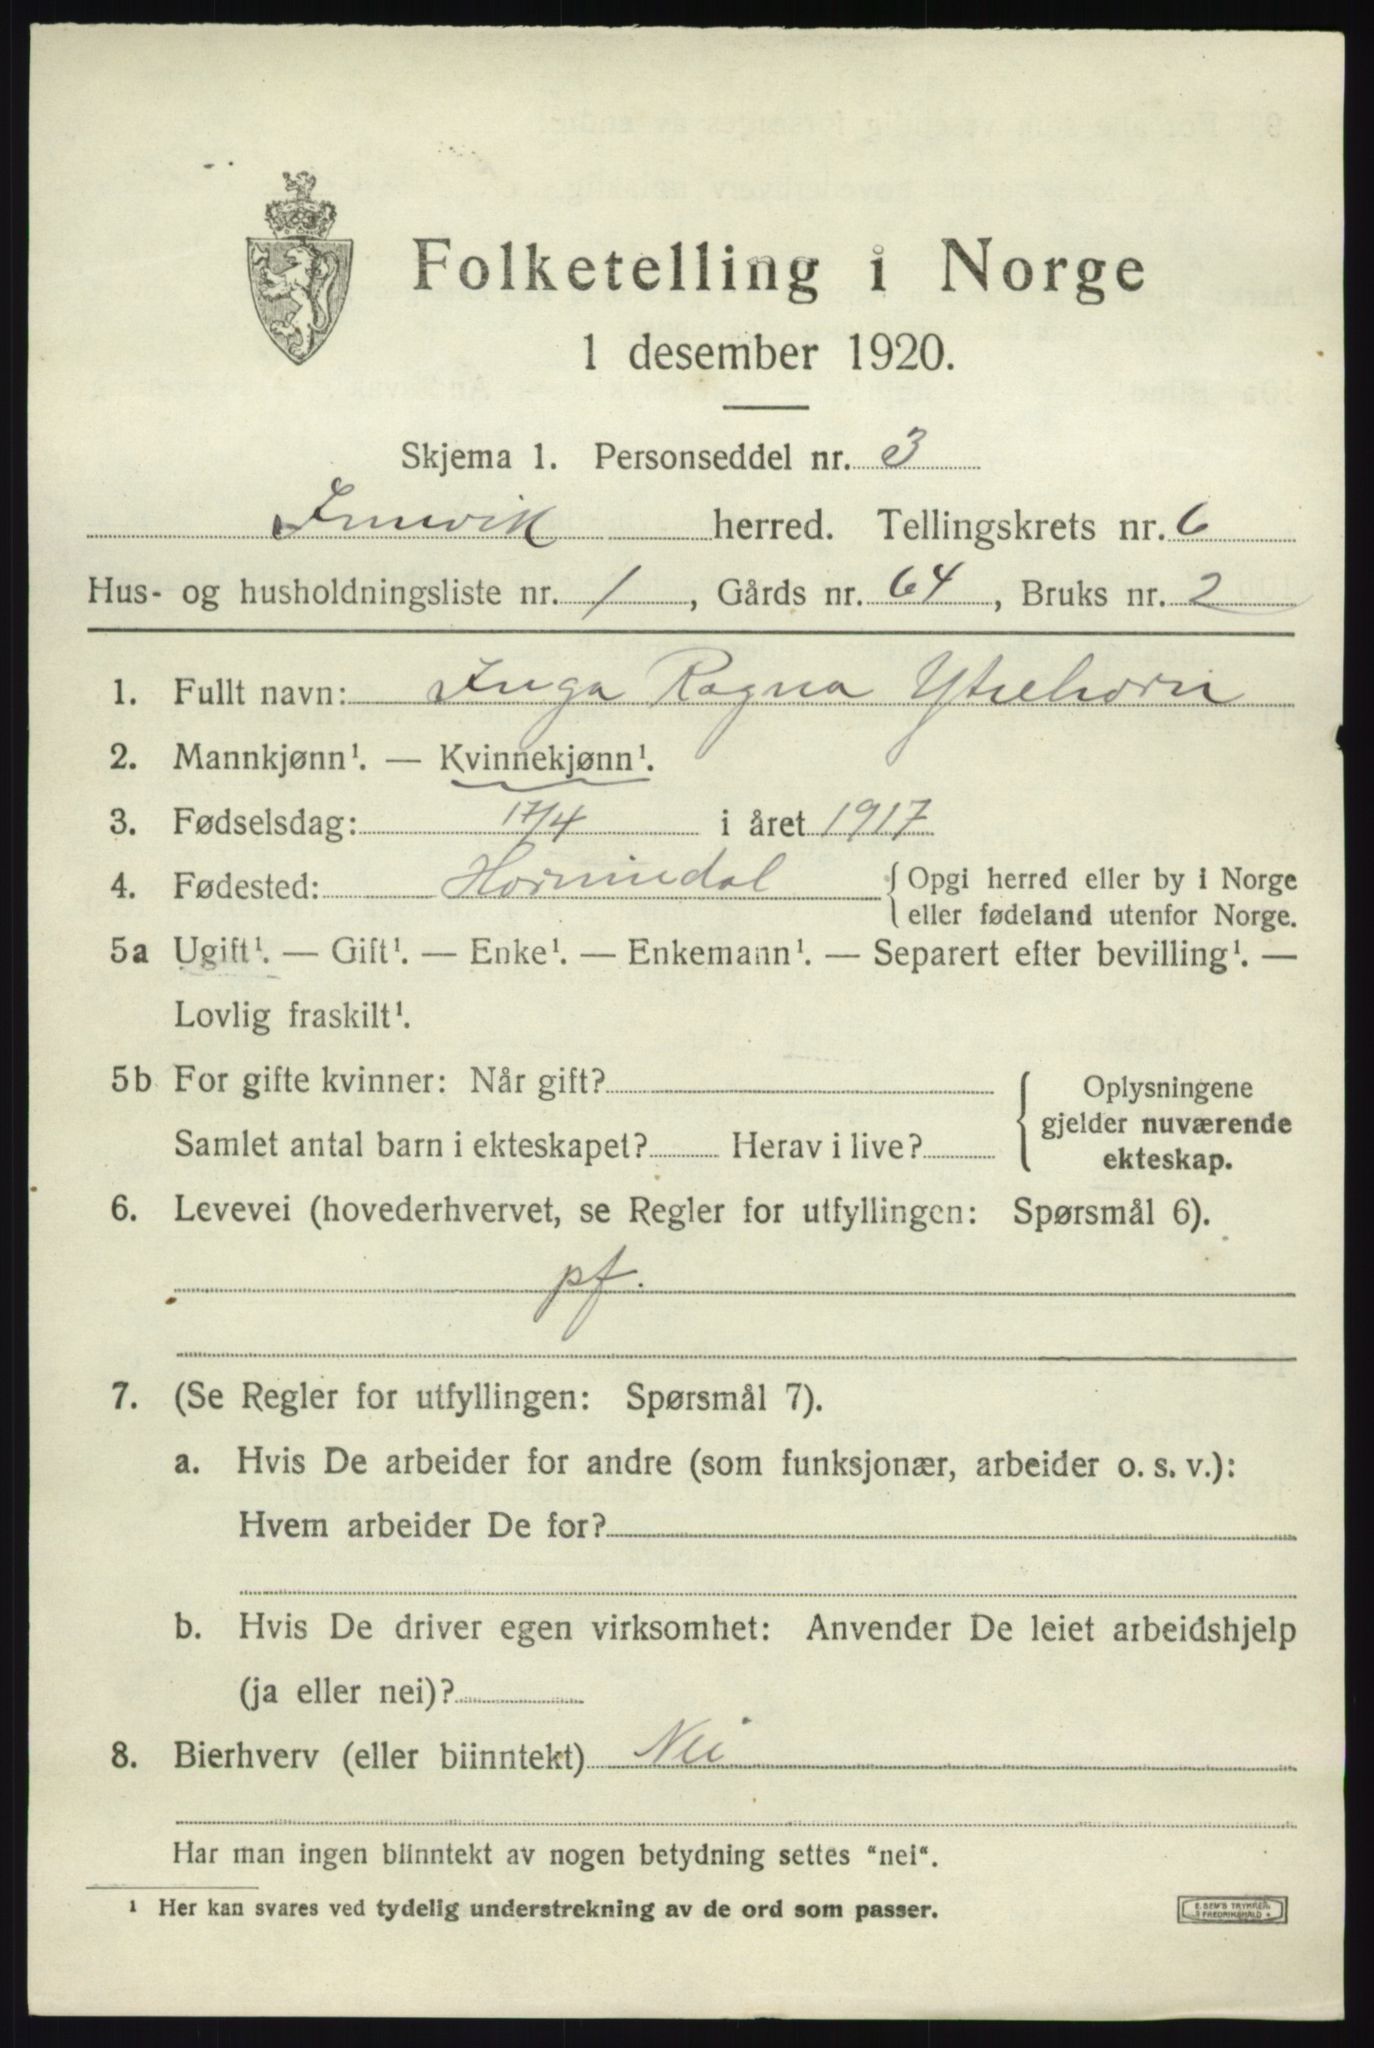 Folketelling i Norge
1 desember 1920.
Skjema 1. Personseddel nr. 3
Innvik herred. Tellingskrets nr. 6
Hus- og husholdningsliste nr. 1, Gårds nr. 64, Bruks nr. 2
1. Fullt navn: Inga Ragna Ytrehorn
2. Mannkjønn¹. — Kvinnekjønn¹.
3. Fødselsdag: 17/4 i året 1917
4. Fødested: Hornindal { Opgi herred eller by i Norge
eller fødeland utenfor Norge.
5a Ugift¹. — Gift¹. — Enke¹. — Enkemann¹. — Separert efter bevilling¹. —
Lovlig fraskilt¹.
5b For gifte kvinner: Når gift?
Samlet antal barn i ekteskapet? Herav i live?
Oplysningene
gjelder nuværende
ekteskap.
6. Levevei (hovederhvervet, se Regler for utfyllingen: Spørsmål 6).
pf.
7. (Se Regler for utfyllingen: Spørsmål 7).
a. Hvis De arbeider for andre (som funksjonær, arbeider o. s. v.):
Hvem arbeider De for?
b. Hvis De driver egen virksomhet: Anvender De leiet arbeidshjelp
(ja eller nei)?
8. Bierhverv (eller biinntekt) Nei
Har man ingen biinntekt av nogen betydning settes "nei".
¹ Her kan svares ved tydelig understrekning av de ord som passer.
E. SEM'S TRYKKERI
FREDRIKSHALD